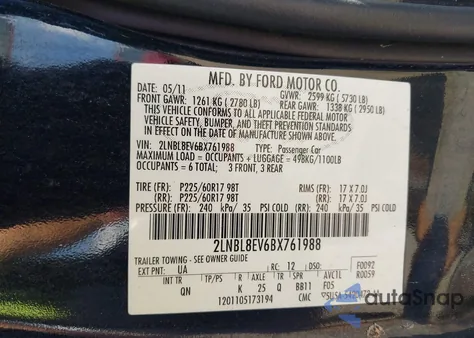 MFD. BY FORD MOTOR CO.
DATE: 05/11 GVWR: 2599 KG ( 5730 LB)
FRONT GAWR: 1261 KG ( 2780 LB) REAR GAWR: 1338 KG ( 2950 LB)
THIS VEHICLE CONFORMS TO ALL APPLICABLE FEDERAL MOTOR
VEHICLE SAFETY, BUMPER, AND THEFT PREVENTION STANDARDS
IN EFFECT ON THE DATE OF MANUFACTURE SHOWN ABOVE.
VIN: 2LNBL8EV6BX761988 TYPE: Passenger Car
MAXIMUM LOAD = OCCUPANTS + LUGGAGE = 498KG/1100LB
OCCUPANTS = 6 TOTAL; 3 FRONT, 3 REAR
TIRE (F): P225/60R17 98T RIMS (F): 17 X 7.0J
TIRE (R): P225/60R17 98T RIMS (R): 17 X 7.0J
PRESSURE (F): 240 kPa/ 35 PSI COLD (R): 240 kPa/ 35 PSI COLD
2LNBL8EV6BX761988
TRAILER TOWING - SEE OWNER GUIDE F0092
EXT PNT: UA RC: 12 DSO: R0059
INT TR TP/PS R AXLE TR SPR AVCTL
QN K 25 Q BB11 F05
1201105173194 CMC
autoSnap